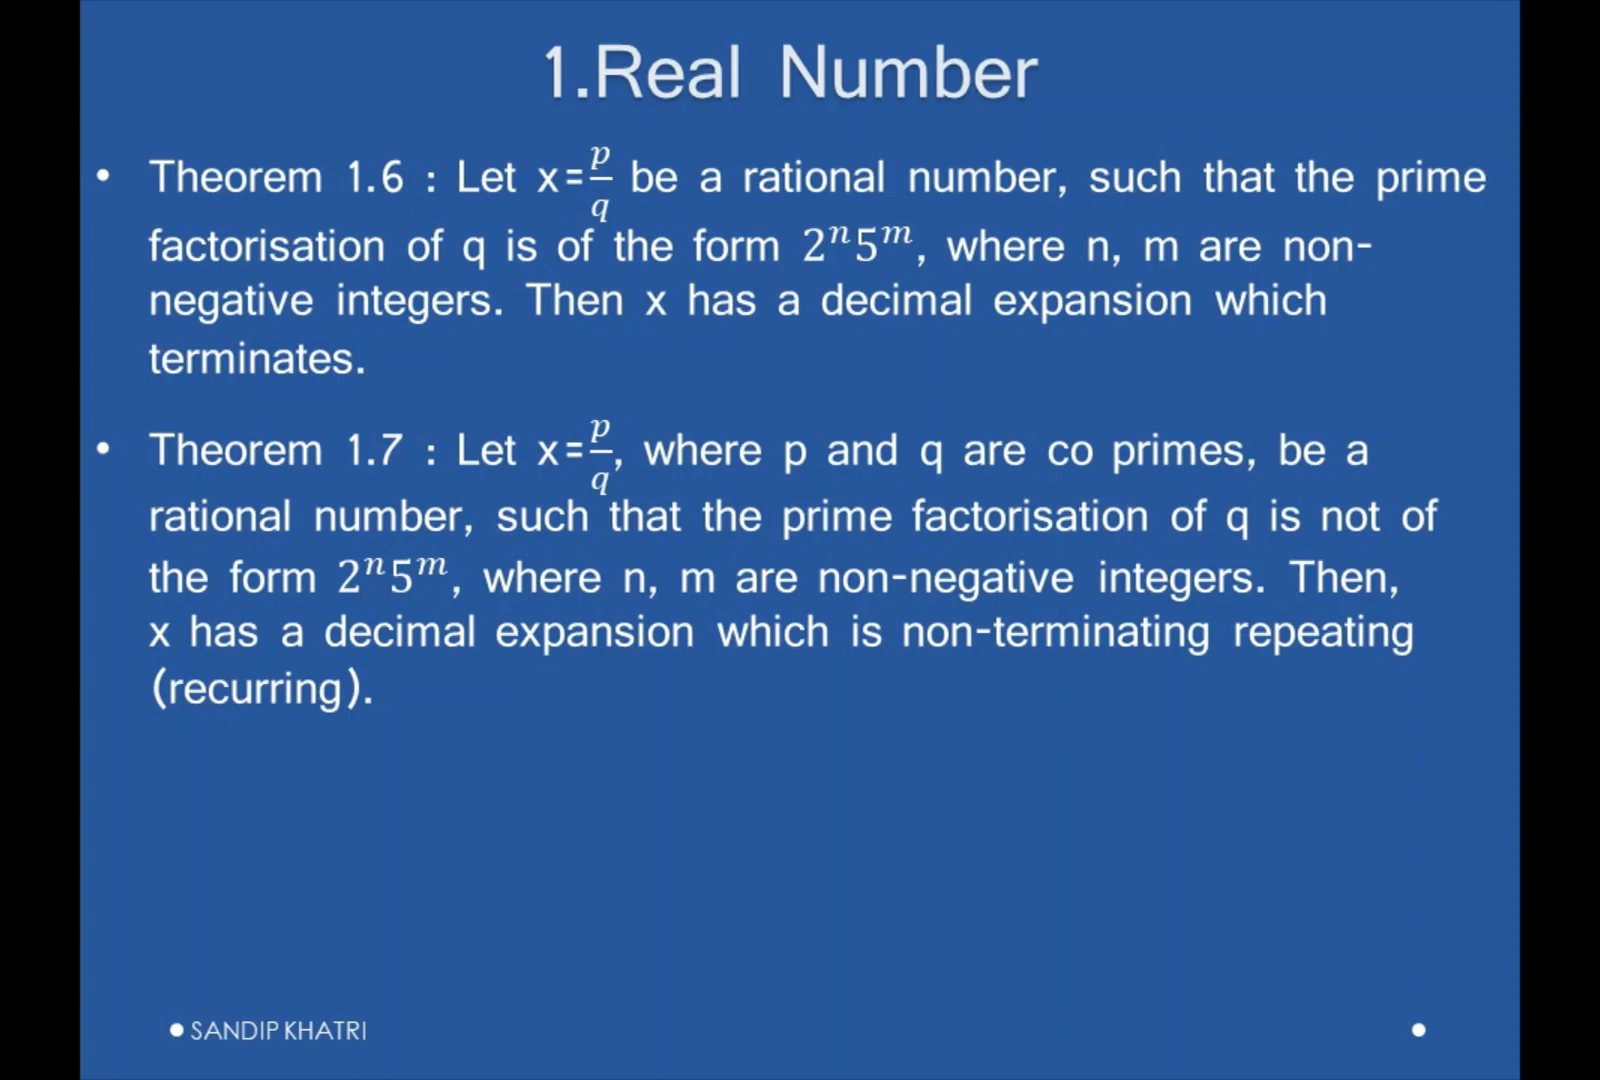 1.Real Number
• Theorem 1.6 : Let x=p/q be a rational number, such that the prime
factorisation of q is of the form 2ⁿ5ᵐ, where n, m are non-
negative integers. Then x has a decimal expansion which
terminates.
• Theorem 1.7 : Let x=p/q, where p and q are co primes, be a
rational number, such that the prime factorisation of q is not of
the form 2ⁿ5ᵐ, where n, m are non-negative integers. Then,
x has a decimal expansion which is non-terminating repeating
(recurring).
• SANDIP KHATRI